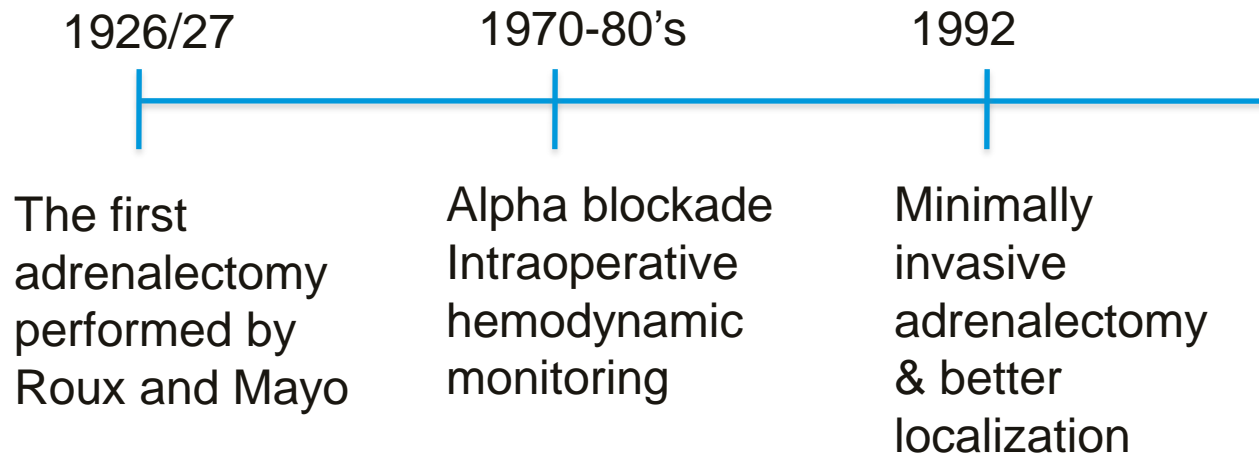 1926/27
1970-80’s
1992
The first
adrenalectomy
performed by
Roux and Mayo
Alpha blockade
Intraoperative
hemodynamic
monitoring
Minimally
invasive
adrenalectomy
& better
localization